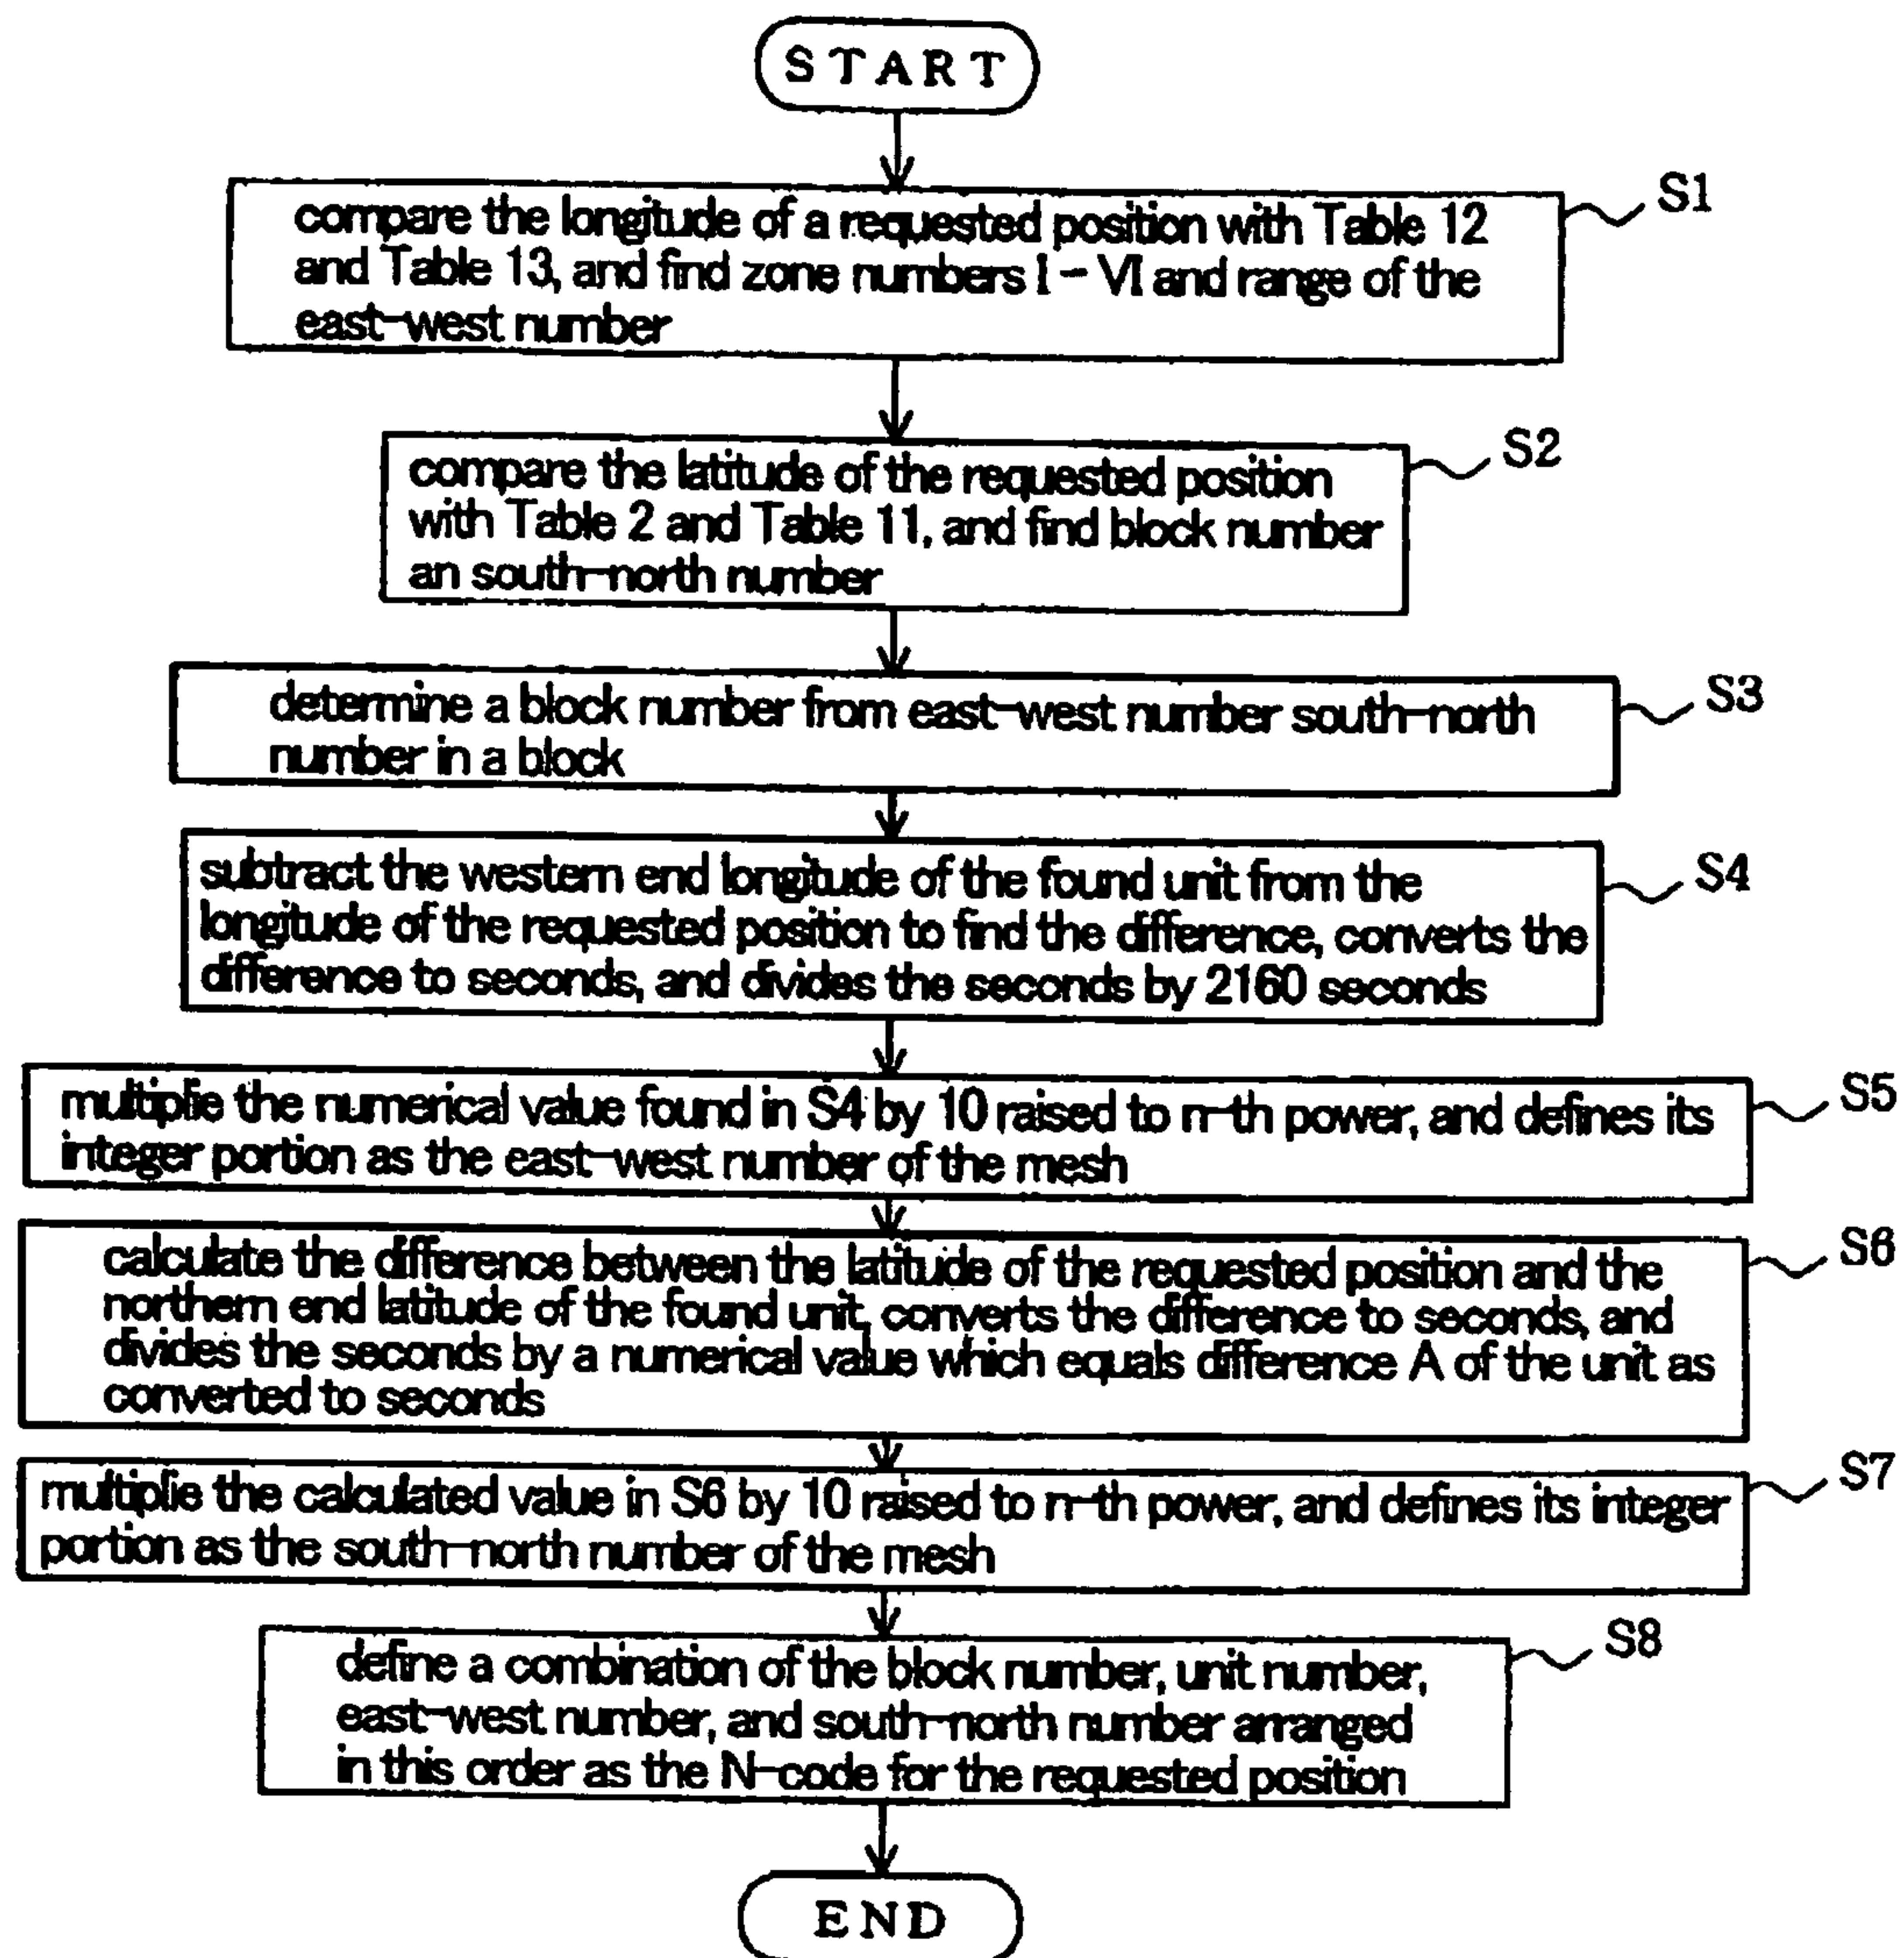 START
S1
compare the longitude of a requested position with Table 12
and Table 13, and find zone numbers I - VI and range of the
east-west number
S2
compare the latitude of the requested position
with Table 2 and Table 11, and find block number
an south-north number
S3
determine a block number from east-west number south-north
number in a block
S4
subtract the western end longitude of the found unit from the
longitude of the requested position to find the difference, converts the
difference to seconds, and divides the seconds by 2160 seconds
S5
multiplie the numerical value found in S4 by 10 raised to n-th power, and defines its
integer portion as the east-west number of the mesh
S6
calculate the difference between the latitude of the requested position and the
northern end latitude of the found unit, converts the difference to seconds, and
divides the seconds by a numerical value which equals difference A of the unit as
converted to seconds
S7
multiplie the calculated value in S6 by 10 raised to n-th power, and defines its integer
portion as the south-north number of the mesh
S8
define a combination of the block number, unit number,
east-west number, and south-north number arranged
in this order as the N-code for the requested position
END